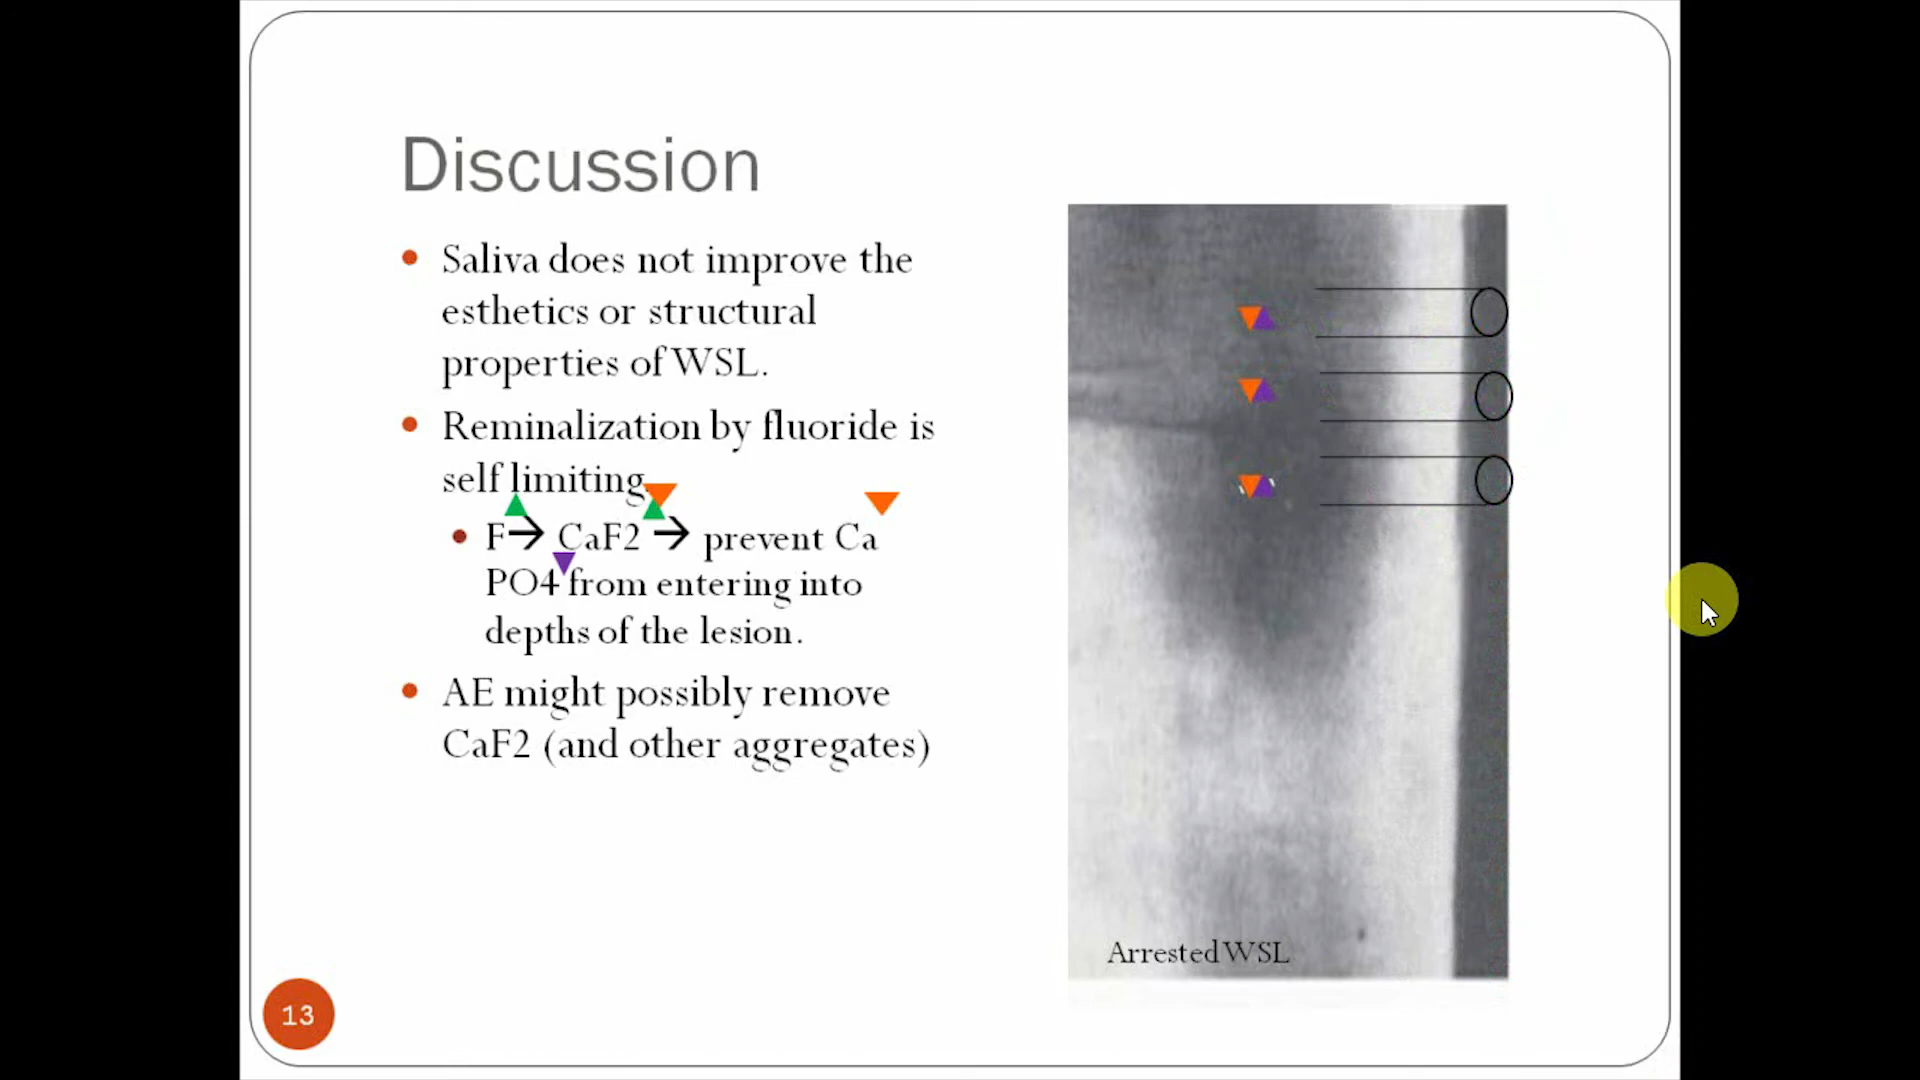 Discussion
Saliva does not improve the
esthetics or structural
properties of WSL.
Reminalization by fluoride is
self limiting.
F→ CaF2 → prevent Ca
PO4 from entering into
depths of the lesion.
AE might possibly remove
CaF2 (and other aggregates)
Arrested WSL
13